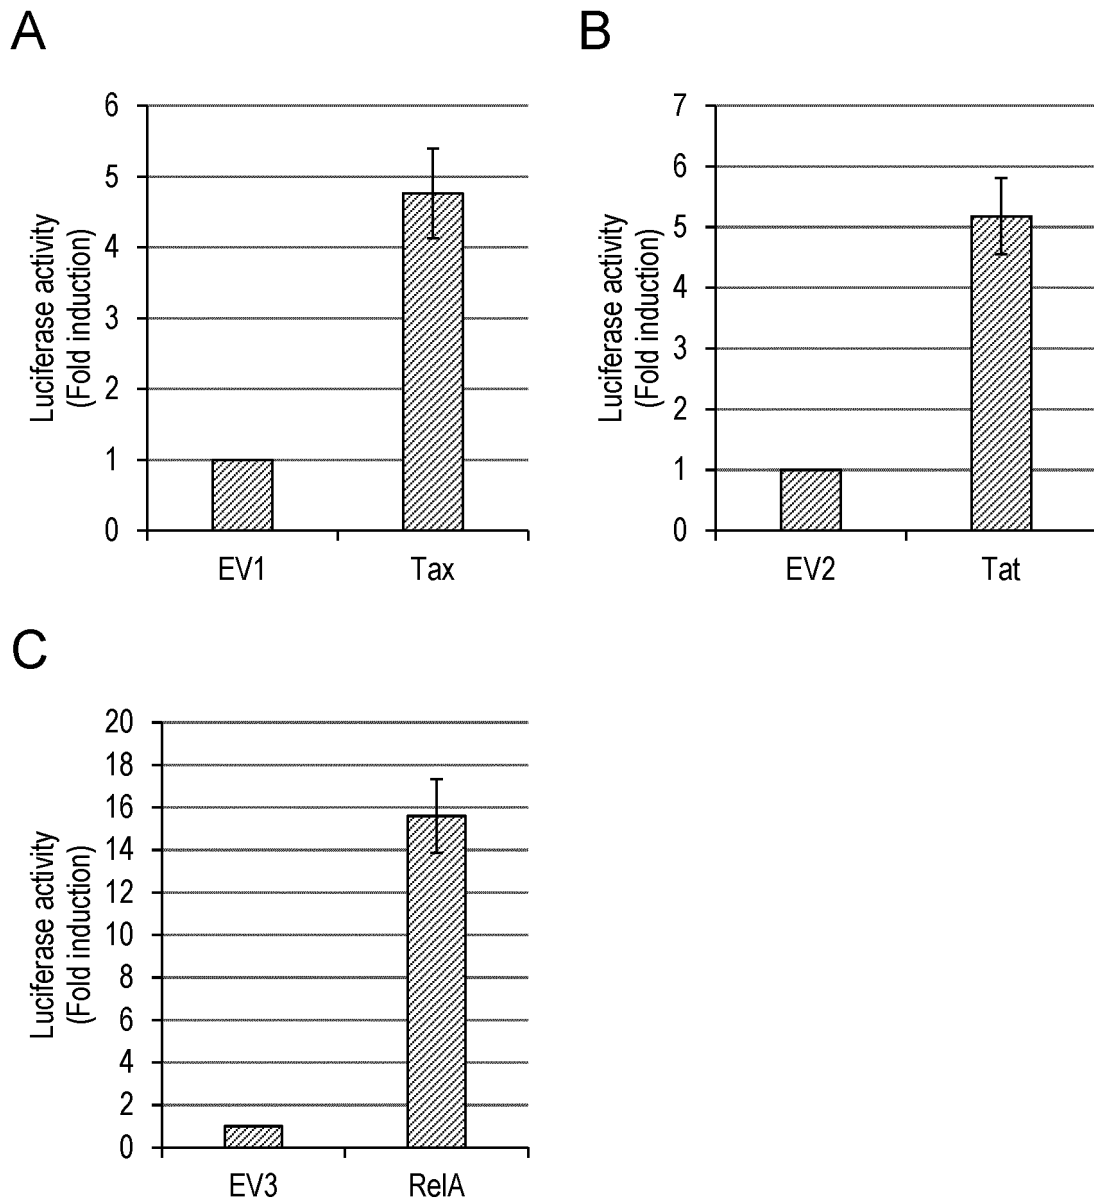 A
Luciferase activity
(Fold induction)
6
5
4
3
2
1
0
EV1 Tax
B
Luciferase activity
(Fold induction)
7
6
5
4
3
2
1
0
EV2 Tat
C
Luciferase activity
(Fold induction)
20
18
16
14
12
10
8
6
4
2
0
EV3 RelA